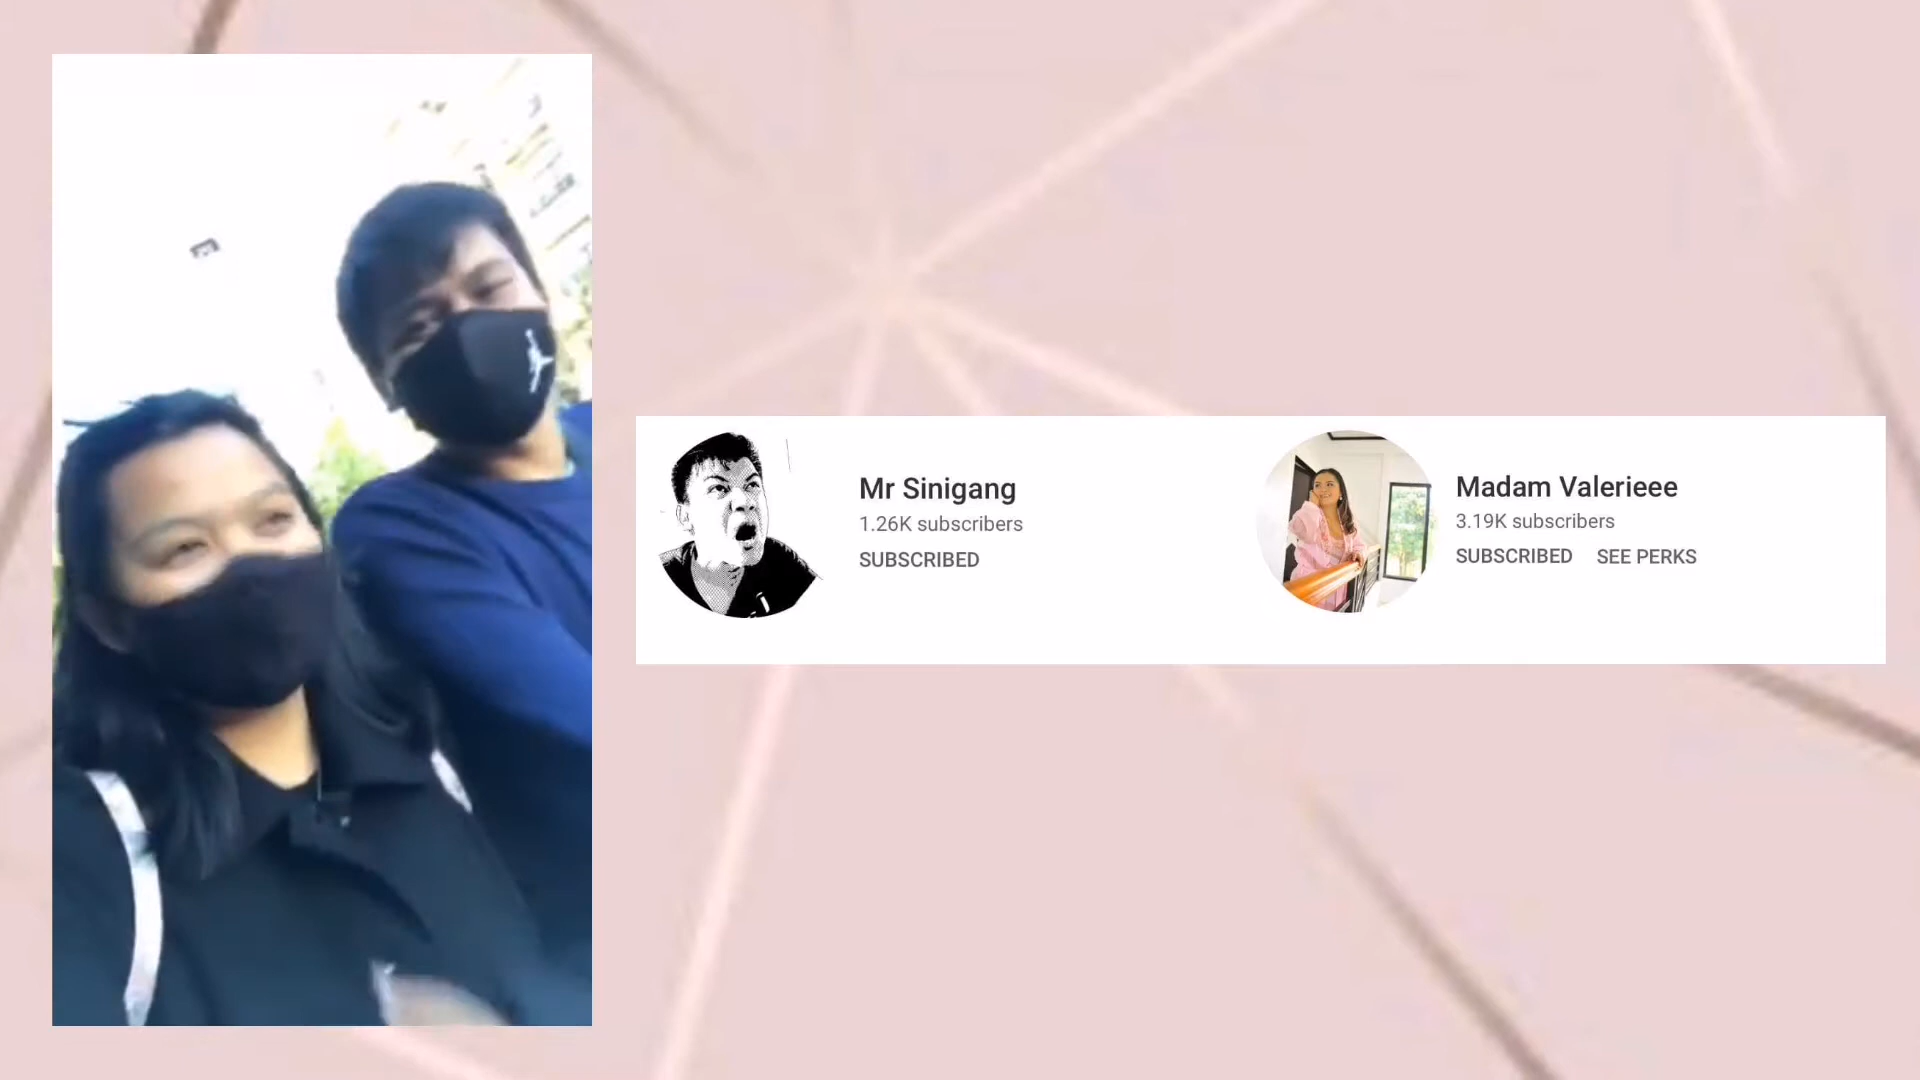 Mr Sinigang
1.26K subscribers
SUBSCRIBED
Madam Valerieee
3.19K subscribers
SUBSCRIBED SEE PERKS